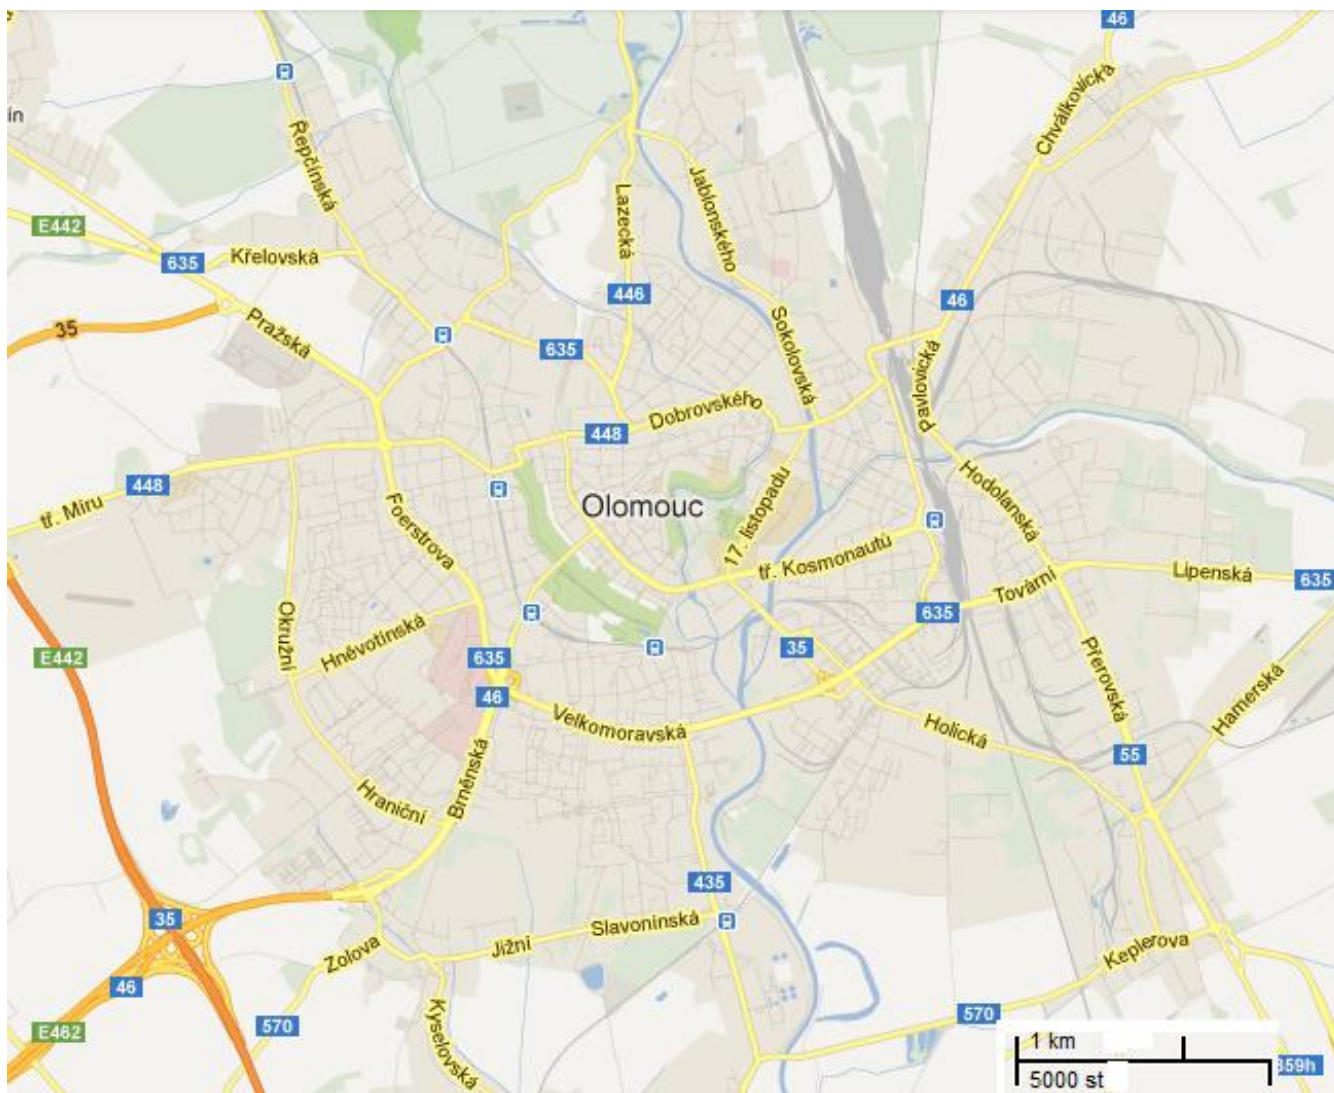 46
Chválkovická
ín
Řepčínská
Jablonského
Lazecká
E442
635
Křelovská
446
46
35
Pražská
635
Sokolovská
Pavlovická
Dobrovského
448
448
tř. Míru
Olomouc
Foerstrova
17. listopadu
Hodolanská
tř. Kosmonautů
Tovární
Lipenská
635
Okružní
Hněvotínská
635
E442
635
35
46
Velkomoravská
Holická
Přerovská
Hamerská
55
Brněnská
Hraniční
435
35
Slavonínská
Jižní
Zolova
Keplerova
46
570
570
Kyselovská
E462
1 km
5000 st
359h